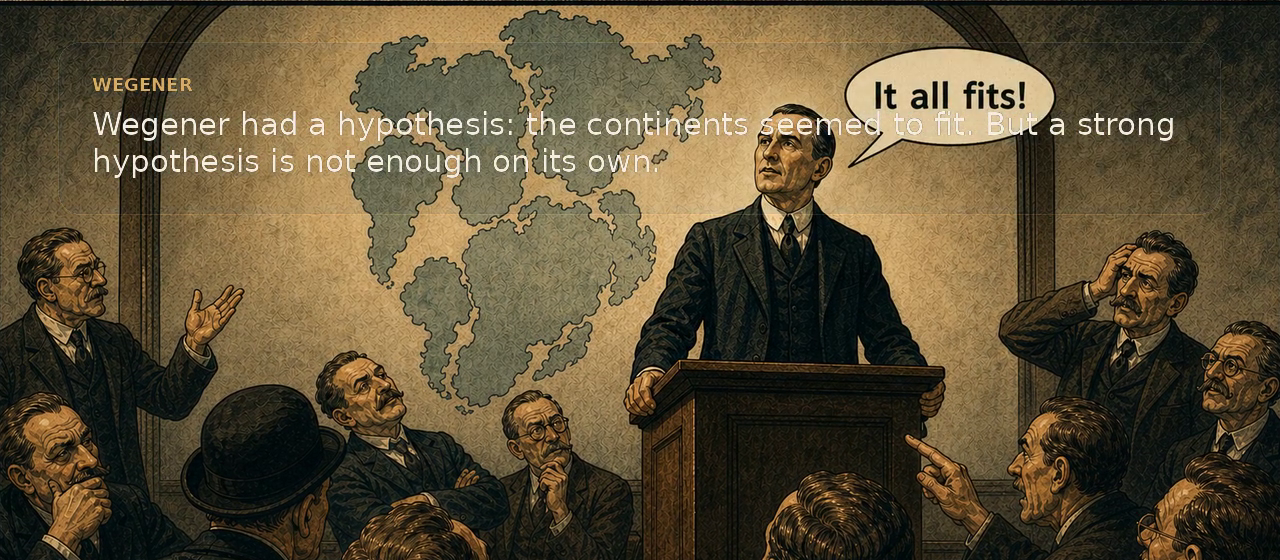 WEGENER
It all fits!
Wegener had a hypothesis: the continents seemed to fit. But a strong
hypothesis is not enough on its own.